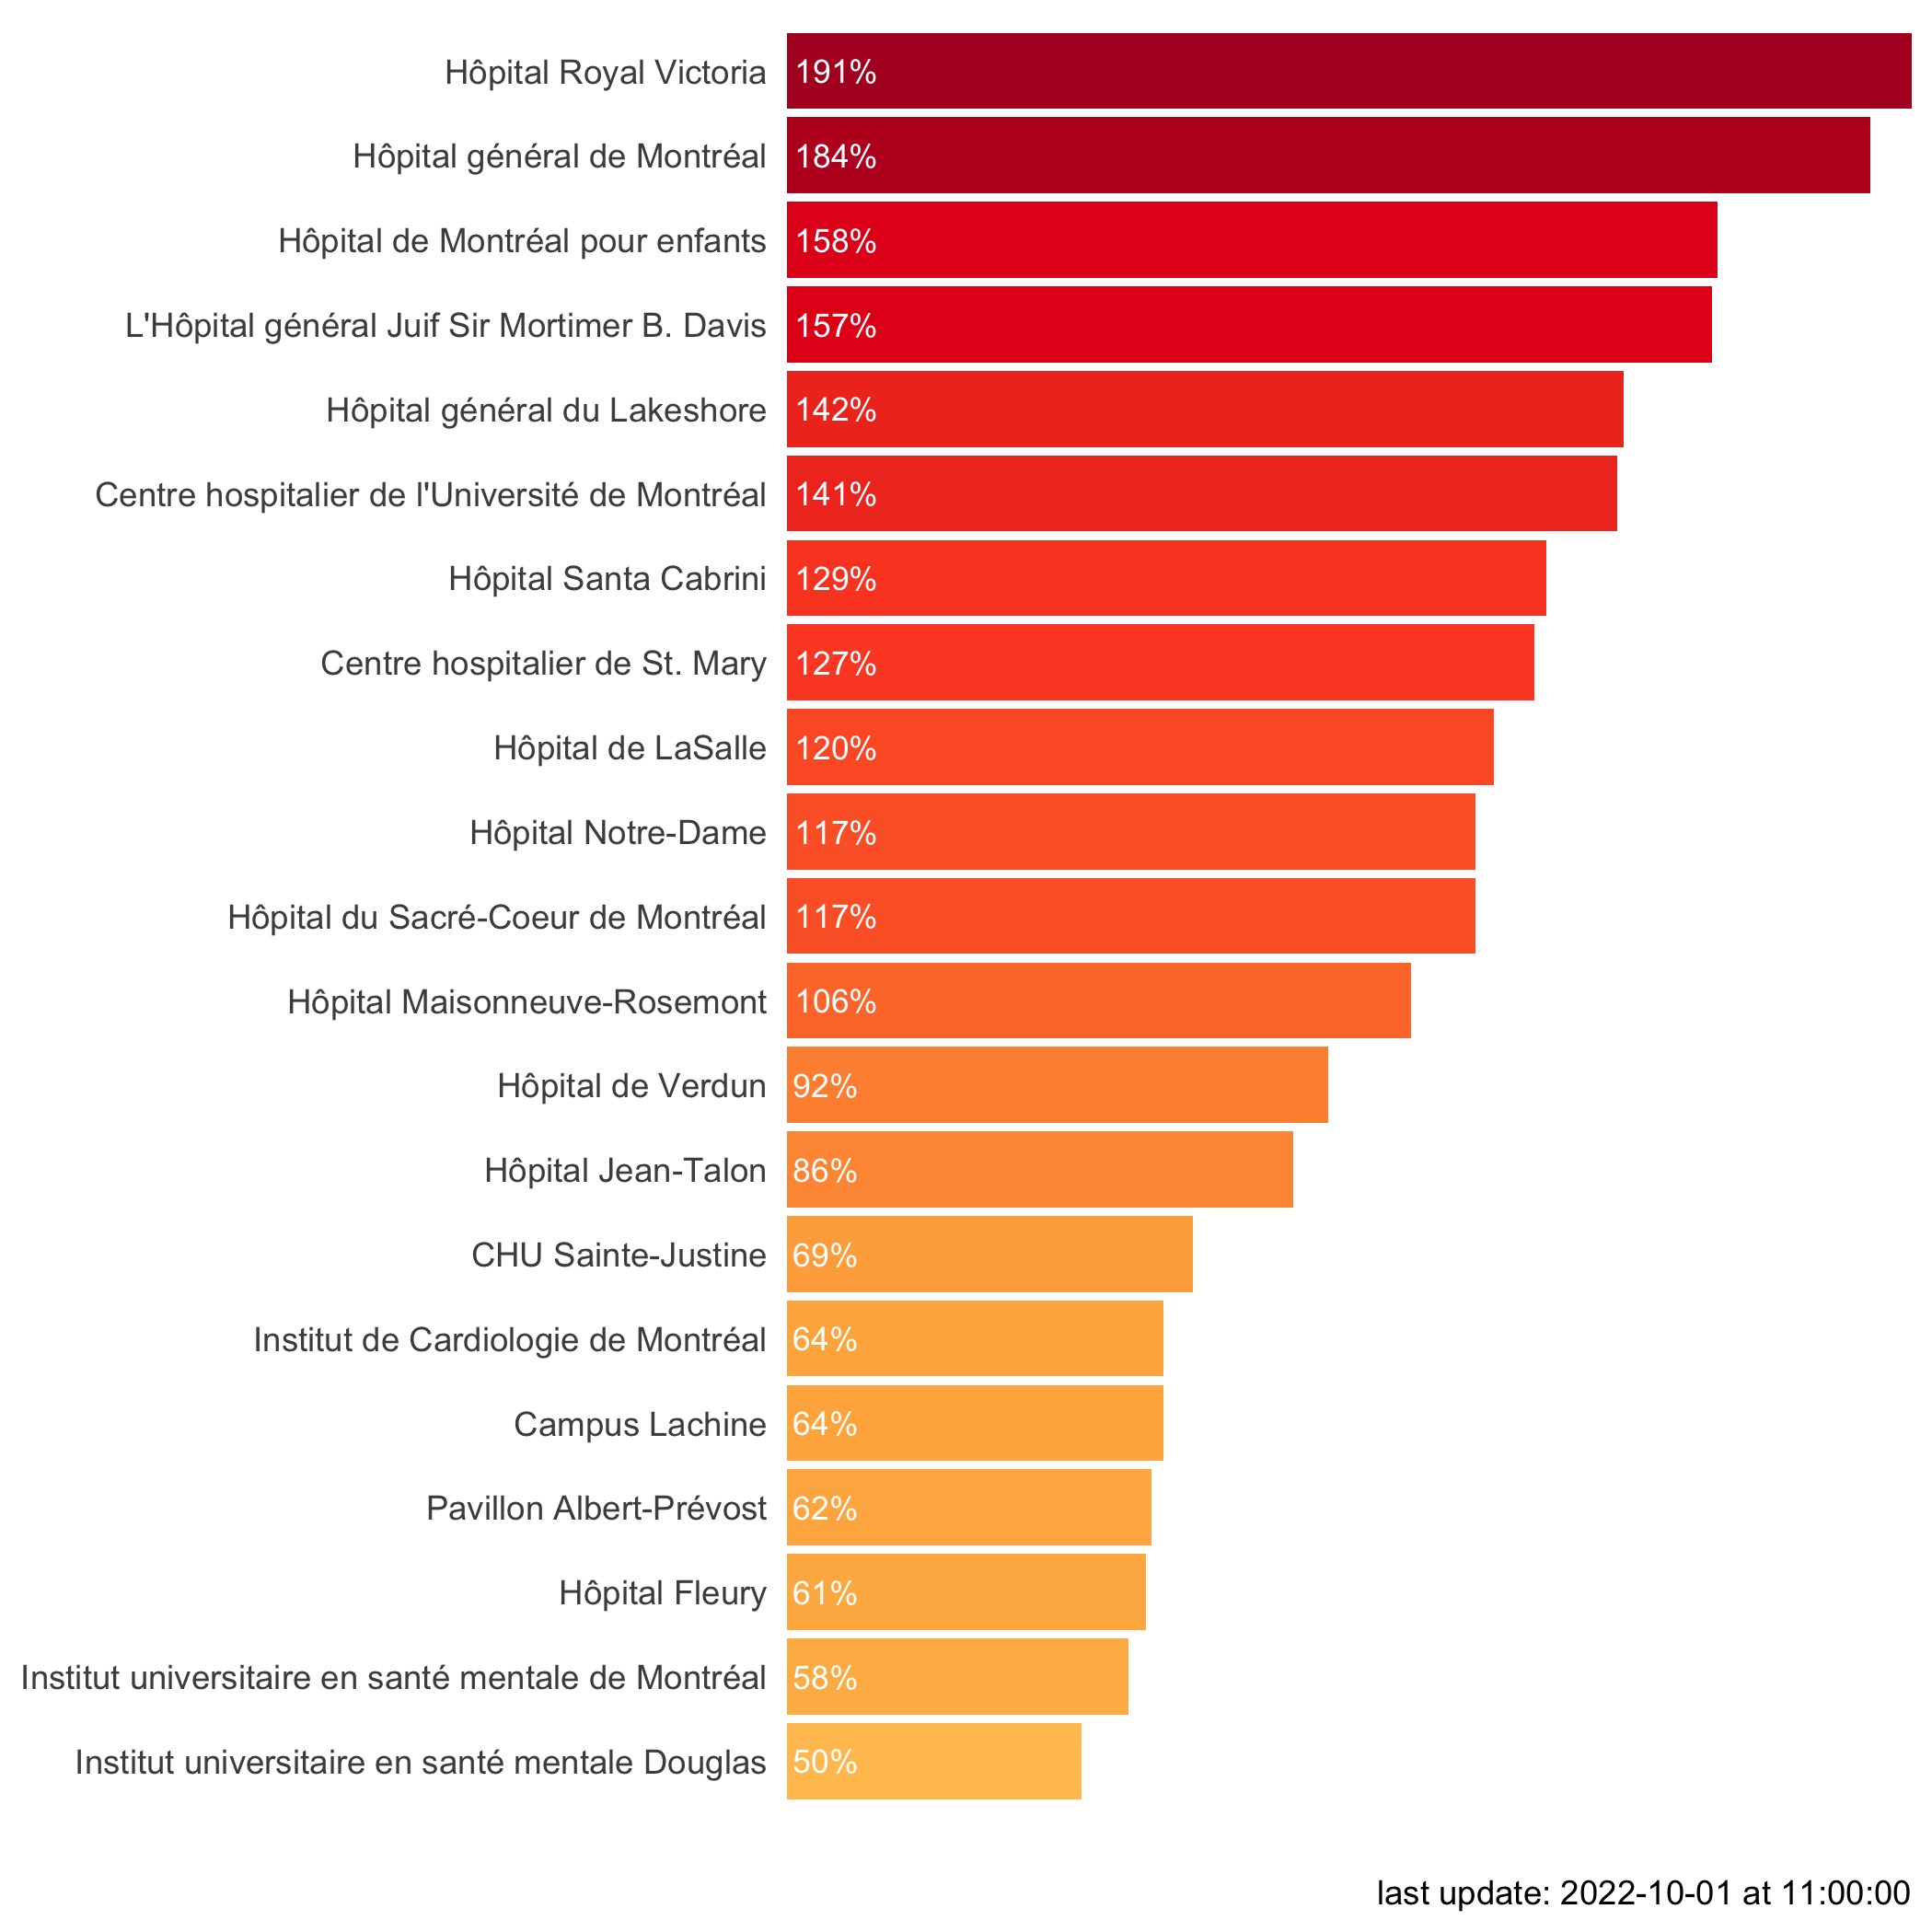 Hôpital Royal Victoria 191%
Hôpital général de Montréal 184%
Hôpital de Montréal pour enfants 158%
L'Hôpital général Juif Sir Mortimer B. Davis 157%
Hôpital général du Lakeshore 142%
Centre hospitalier de l'Université de Montréal 141%
Hôpital Santa Cabrini 129%
Centre hospitalier de St. Mary 127%
Hôpital de LaSalle 120%
Hôpital Notre-Dame 117%
Hôpital du Sacré-Coeur de Montréal 117%
Hôpital Maisonneuve-Rosemont 106%
Hôpital de Verdun 92%
Hôpital Jean-Talon 86%
CHU Sainte-Justine 69%
Institut de Cardiologie de Montréal 64%
Campus Lachine 64%
Pavillon Albert-Prévost 62%
Hôpital Fleury 61%
Institut universitaire en santé mentale de Montréal 58%
Institut universitaire en santé mentale Douglas 50%
last update: 2022-10-01 at 11:00:00